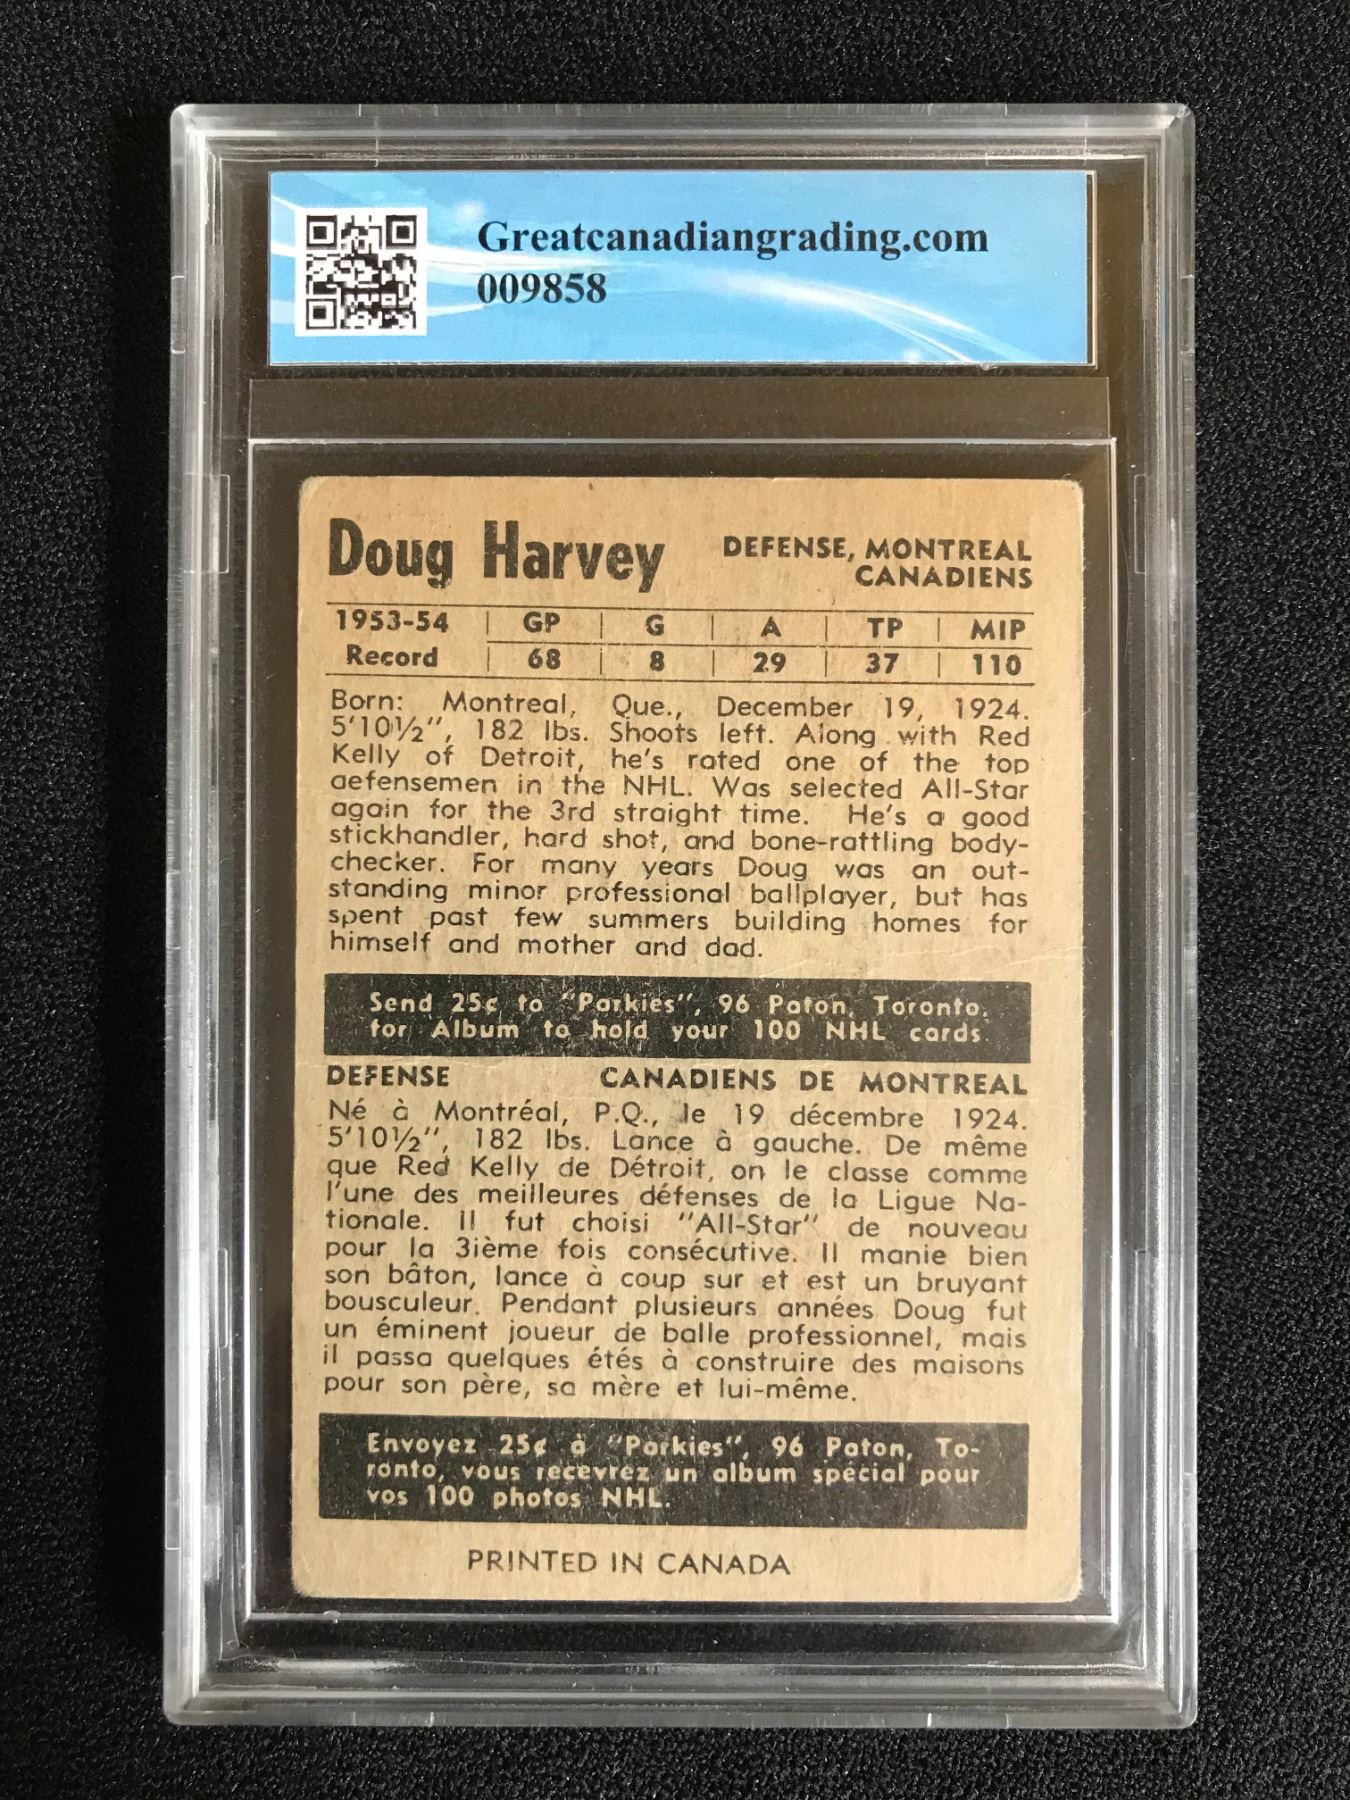 Greatcanadiangrading.com
009858
Doug Harvey
DEFENSE, MONTREAL
CANADIENS
1953-54 | GP | G | A | TP | MIP
Record | 68 | 8 | 29 | 37 | 110
Born: Montreal, Que., December 19, 1924.
5'10½", 182 lbs. Shoots left. Along with Red
Kelly of Detroit, he's rated one of the top
defensemen in the NHL. Was selected All-Star
again for the 3rd straight time. He's a good
stickhandler, hard shot, and bone-rattling body-
checker. For many years Doug was an out-
standing minor professional ballplayer, but has
spent past few summers building homes for
himself and mother and dad.
Send 25¢ to "Parkies", 96 Paton, Toronto,
for Album to hold your 100 NHL cards.
DEFENSE CANADIENS DE MONTREAL
Né à Montréal, P.Q., le 19 décembre 1924.
5'10½", 182 lbs. Lance à gauche. De même
que Red Kelly de Détroit, on le classe comme
l'une des meilleures défenses de la Ligue Na-
tionale. Il fut choisi "All-Star" de nouveau
pour la 3ième fois consécutive. Il manie bien
son bâton, lance à coup sur et est un bruyant
bousculeur. Pendant plusieurs années Doug fut
un éminent joueur de balle professionnel, mais
il passa quelques étés à construire des maisons
pour son père, sa mère et lui-même.
Envoyez 25¢ à "Parkies", 96 Paton, To-
ronto, vous recevrez un album spécial pour
vos 100 photos NHL.
PRINTED IN CANADA